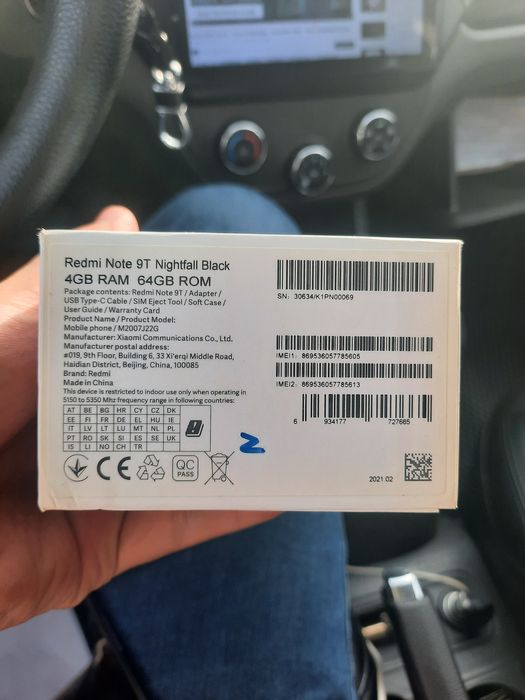 Redmi Note 9T Nightfall Black
4GB RAM 64GB ROM
Package contents: Redmi Note 9T / Adapter /
USB Type-C Cable / SIM Eject Tool / Soft Case /
User Guide / Warranty Card
Product Name / Product Model:
Mobile phone / M2007J22G
Manufacturer: Xiaomi Communications Co., Ltd.
Manufacturer postal address:
#019, 9th Floor, Building 6, 33 Xi'erqi Middle Road,
Haidian District, Beijing, China, 100085
Brand: Redmi
Made in China
This device is restricted to indoor use only when operating in
5150 to 5350 Mhz frequency range in following countries:
AT BE BG HR CY CZ DK
EE FI FR DE EL HU IE
IT LV LT LU MT NL PL
PT RO SK SI ES SE UK
IS LI NO CH TR
CE
QC
PASS
SN: 30634/K1PN00069
IMEI1: 869536057785605
IMEI2: 869536057785613
6 934177 727665
2021.02